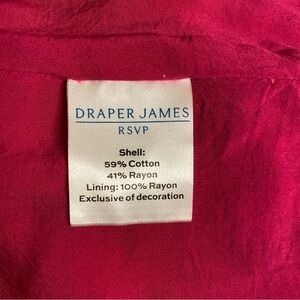 DRAPER JAMES
RSVP
Shell:
59% Cotton
41% Rayon
Lining: 100% Rayon
Exclusive of decoration